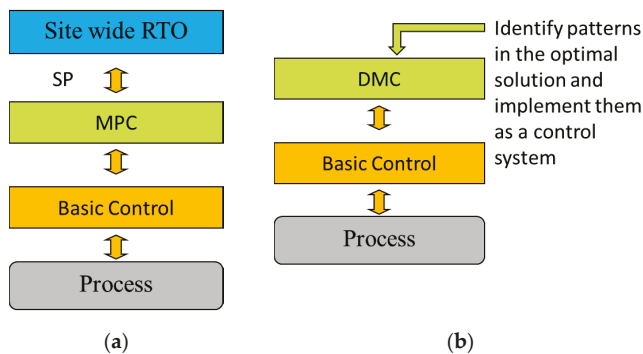 Site wide RTO
SP
MPC
Basic Control
Process
(a)
Identify patterns
in the optimal
solution and
implement them
as a control
system
DMC
Basic Control
Process
(b)